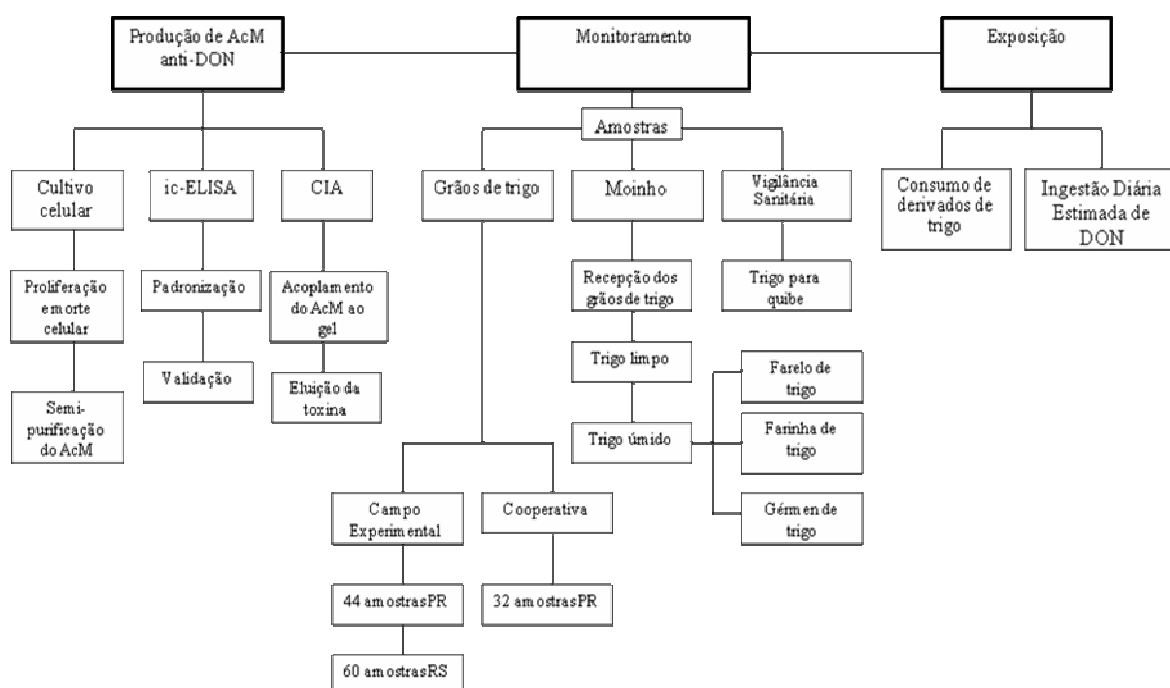 Produção de AcM
anti-DON
Monitoramento
Exposição
Amostras
Cultivo
celular
ic-ELISA
CIA
Grãos de trigo
Moinho
Vigilância
Sanitária
Consumo de
derivados de
trigo
Ingestão Diária
Estimada de
DON
Proliferação
e morte
celular
Padronização
Acoplamento
do AcM ao
gel
Recepção dos
grãos de trigo
Trigo para
quibe
Validação
Eluição da
toxina
Trigo limpo
Farelo de
trigo
Semi-
purificação
do AcM
Trigo úmido
Farinha de
trigo
Campo
Experimental
Cooperativa
Gérmen de
trigo
44 amostras PR
32 amostras PR
60 amostras RS